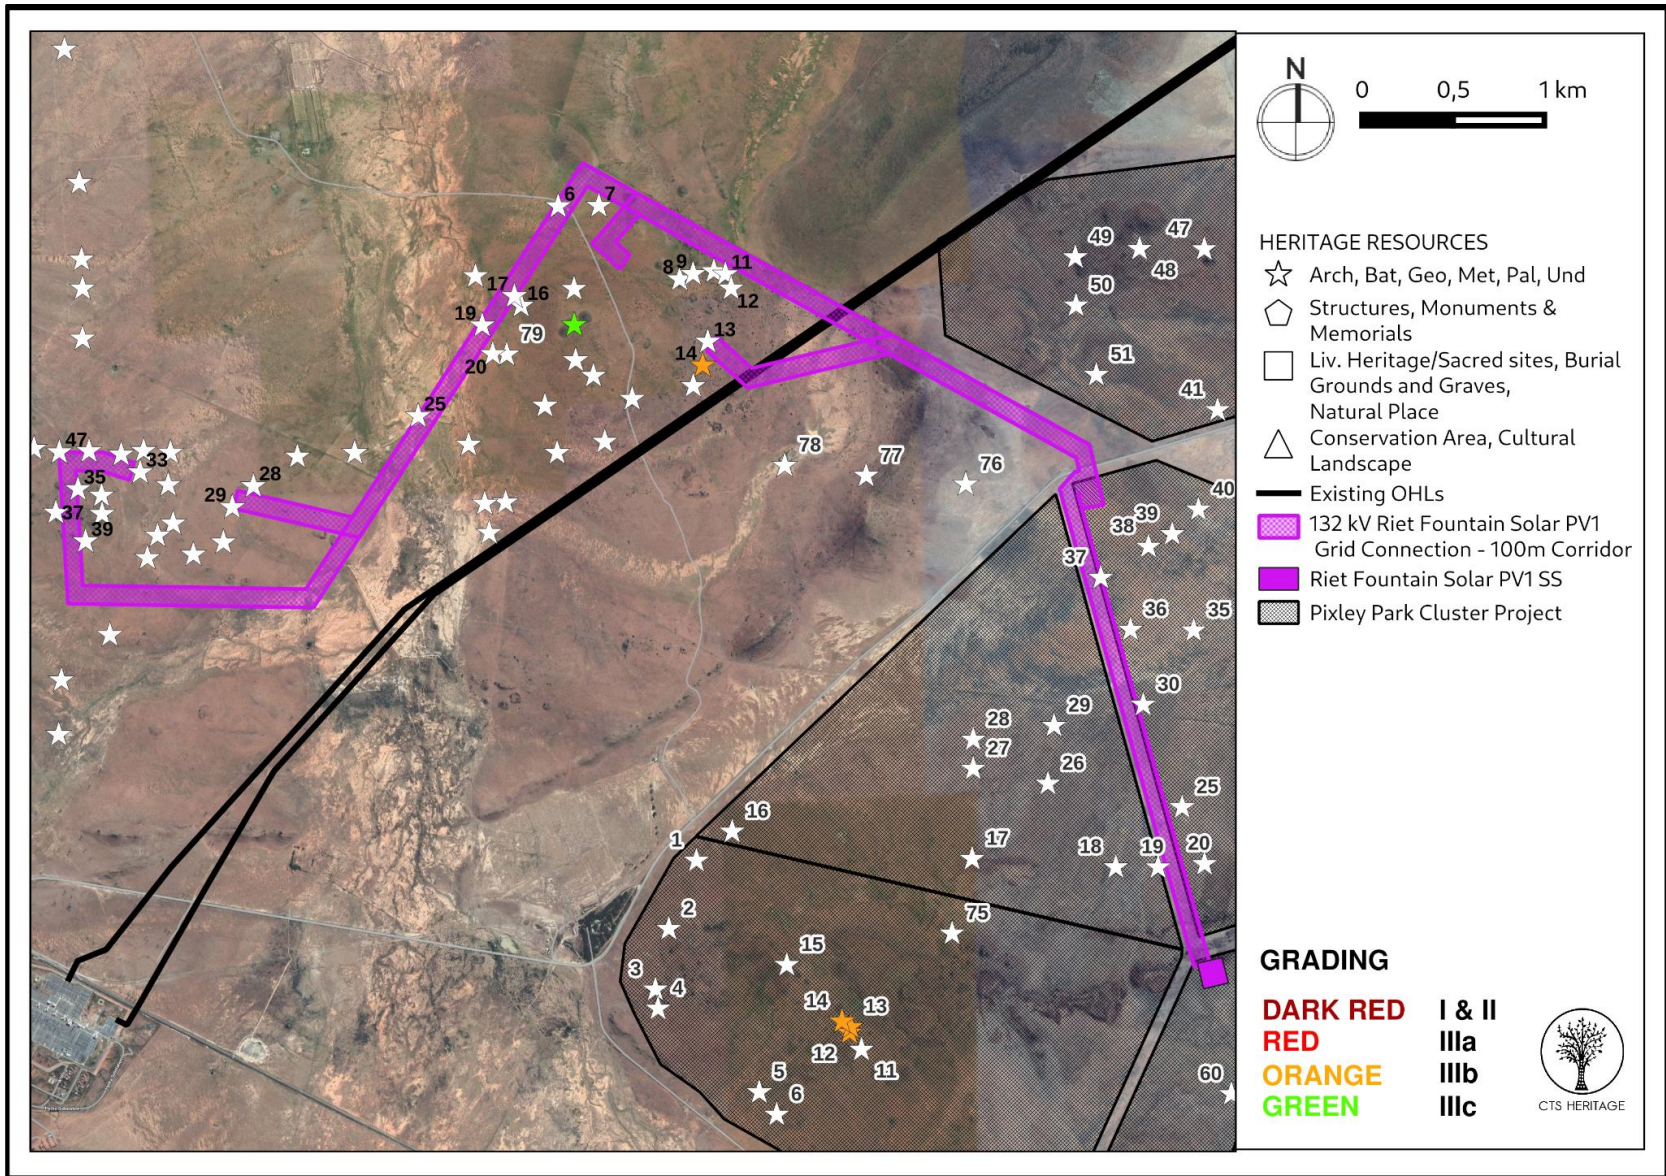 N
0 0,5 1 km
HERITAGE RESOURCES
Arch, Bat, Geo, Met, Pal, Und
Structures, Monuments &
Memorials
Liv. Heritage/Sacred sites, Burial
Grounds and Graves,
Natural Place
Conservation Area, Cultural
Landscape
Existing OHLs
132 kV Riet Fountain Solar PV1
Grid Connection - 100m Corridor
Riet Fountain Solar PV1 SS
Pixley Park Cluster Project
GRADING
DARK RED I & II
RED IIIa
ORANGE IIIb
GREEN IIIc
CTS HERITAGE
6 7
49 47
48
8 9 11
17 16 12
50
19 79 13
20 14
51
41
25
47 33
78 77 76
35 28
29
40
37 39
38 39
37
36 35
30
28 29
27
26
25
16
1
17 18 19 20
2 75
15
3 4
14 13
12 11
5
6
60